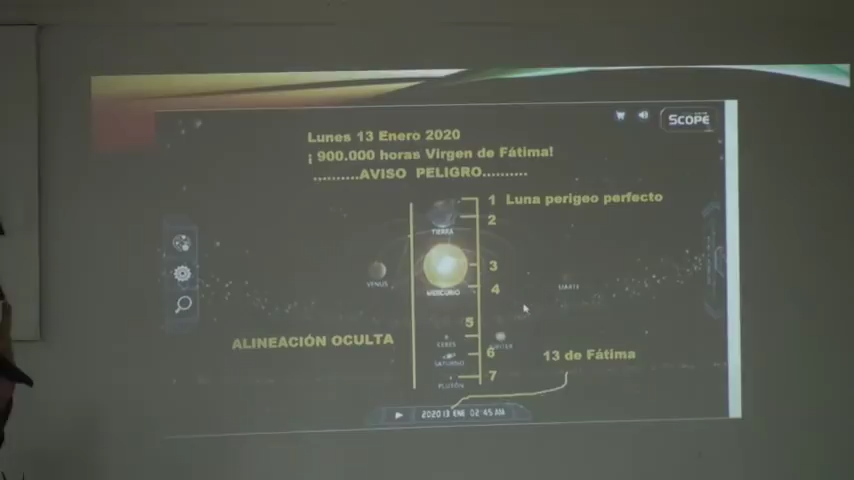 SCOPE
Lunes 13 Enero 2020
¡ 900.000 horas Virgen de Fátima!
..........AVISO PELIGRO..........
1 Luna perigeo perfecto
2
TIERRA
3
VENUS
MERCURIO
4
MARTE
5
ALINEACIÓN OCULTA
CERES
6
13 de Fátima
SATURNO
7
PLUTÓN
2020 13 ENE 02:45 AM